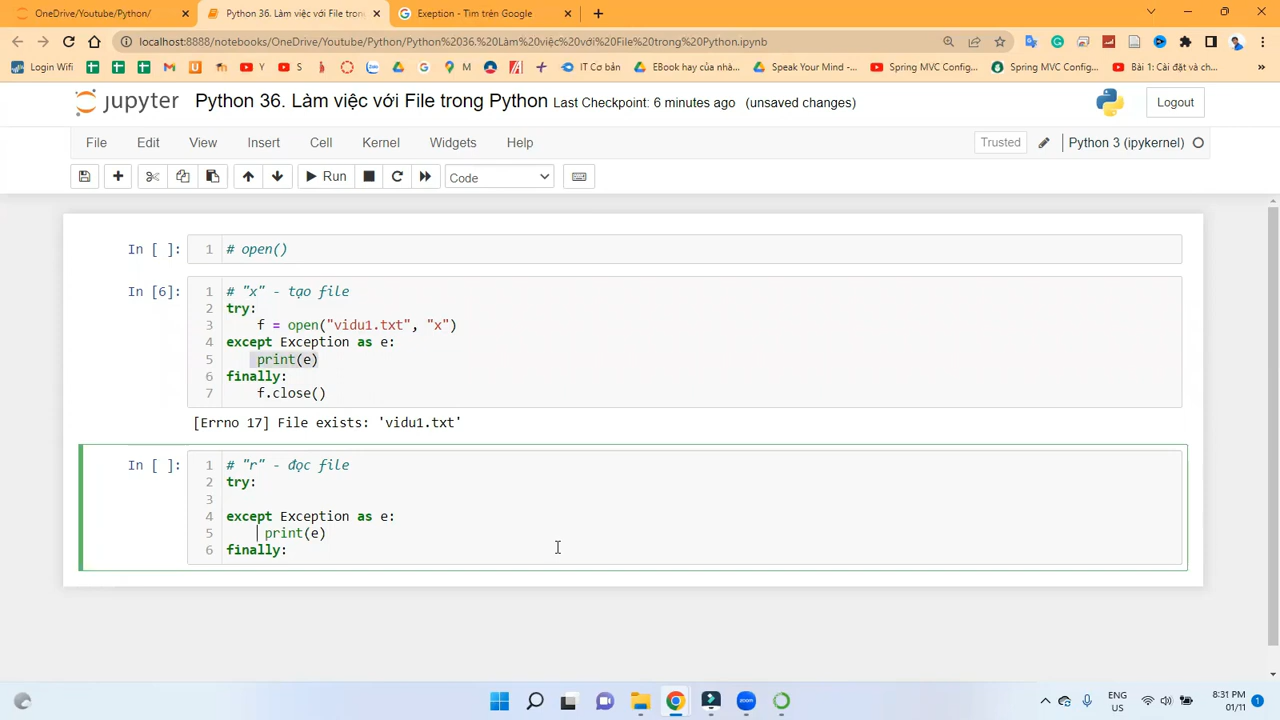 OneDrive/Youtube/Python/
Python 36. Làm việc với File tron
Exeption - Tìm trên Google
localhost:8888/notebooks/OneDrive/Youtube/Python/Python%2036.%20Làm%20việc%20với%20File%20trong%20Python.ipynb
Login Wifi
Y
S
m
M
IT Cơ bản
EBook hay của nhà...
Speak Your Mind -...
Spring MVC Config...
Spring MVC Config...
Bài 1: Cài đặt và ch...
»
jupyter
Python 36. Làm việc với File trong Python Last Checkpoint: 6 minutes ago (unsaved changes)
Logout
File Edit View Insert Cell Kernel Widgets Help
Trusted
Python 3 (ipykernel)
Run
Code
In [ ]:
1 # open()
In [6]:
1 # "x" - tạo file
2 try:
3 f = open("vidu1.txt", "x")
4 except Exception as e:
5 print(e)
6 finally:
7 f.close()
[Errno 17] File exists: 'vidu1.txt'
In [ ]:
1 # "r" - đọc file
2 try:
3
4 except Exception as e:
5 print(e)
6 finally:
ENG
US
8:31 PM
01/11
1